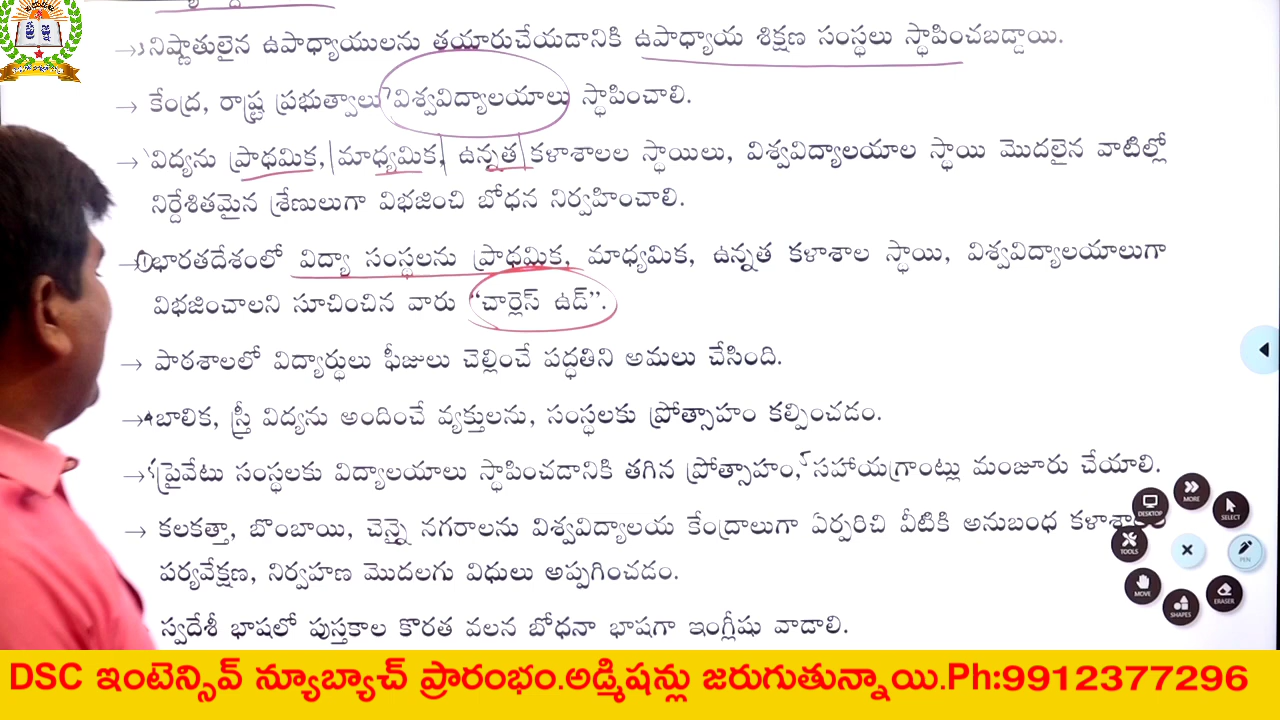 → నిష్ణాతులైన ఉపాధ్యాయులను తయారుచేయడానికి ఉపాధ్యాయ శిక్షణ సంస్థలు స్థాపించబడ్డాయి.
→ కేంద్ర, రాష్ట్ర ప్రభుత్వాలు విశ్వవిద్యాలయాలు స్థాపించాలి.
→ విద్యను ప్రాథమిక, మాధ్యమిక, ఉన్నత కళాశాలల స్థాయిలు, విశ్వవిద్యాలయాల స్థాయి మొదలైన వాటిల్లో
నిర్దేశితమైన శ్రేణులుగా విభజించి బోధన నిర్వహించాలి.
→ భారతదేశంలో విద్యా సంస్థలను ప్రాథమిక, మాధ్యమిక, ఉన్నత కళాశాల స్థాయి, విశ్వవిద్యాలయాలుగా
విభజించాలని సూచించిన వారు “చార్లెస్ ఉడ్”.
→ పాఠశాలలో విద్యార్థులు ఫీజులు చెల్లించే పద్ధతిని అమలు చేసింది.
→ బాలిక, స్త్రీ విద్యను అందించే వ్యక్తులను, సంస్థలకు ప్రోత్సాహం కల్పించడం.
→ ప్రైవేటు సంస్థలకు విద్యాలయాలు స్థాపించడానికి తగిన ప్రోత్సాహం, సహాయగ్రాంట్లు మంజూరు చేయాలి.
→ కలకత్తా, బొంబాయి, చెన్నై నగరాలను విశ్వవిద్యాలయ కేంద్రాలుగా ఏర్పరిచి వీటికి అనుబంధ
పర్యవేక్షణ, నిర్వహణ మొదలగు విధులు అప్పగించడం.
స్వదేశీ భాషలో పుస్తకాల కొరత వలన బోధనా భాషగా ఇంగ్లీషు వాడాలి.
MORE
DESKTOP
SELECT
TOOLS
PEN
MOVE
ERASER
SHAPES
DSC ఇంటెన్సివ్ న్యూబ్యాచ్ ప్రారంభం.అడ్మిషన్లు జరుగుతున్నాయి.Ph:9912377296